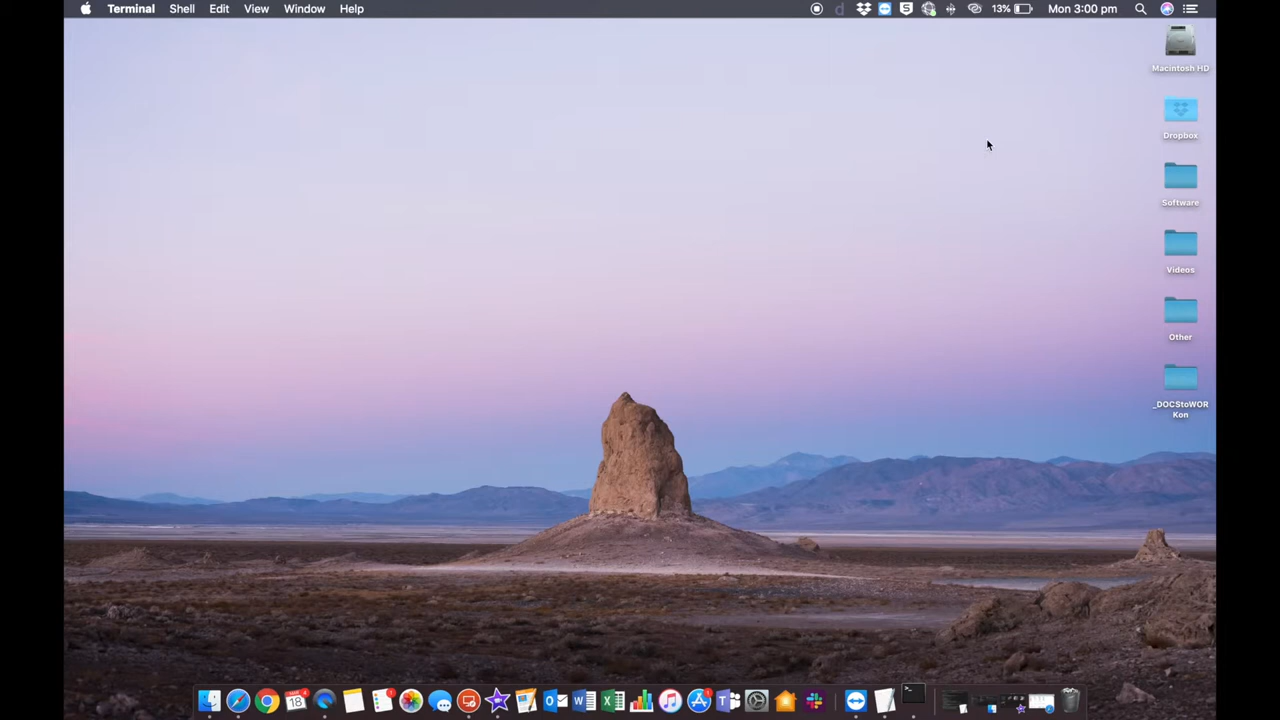 Terminal Shell Edit View Window Help 13% Mon 3:00 pm
Macintosh HD
Dropbox
Software
Videos
Other
_DOCStoWOR
Kon
18